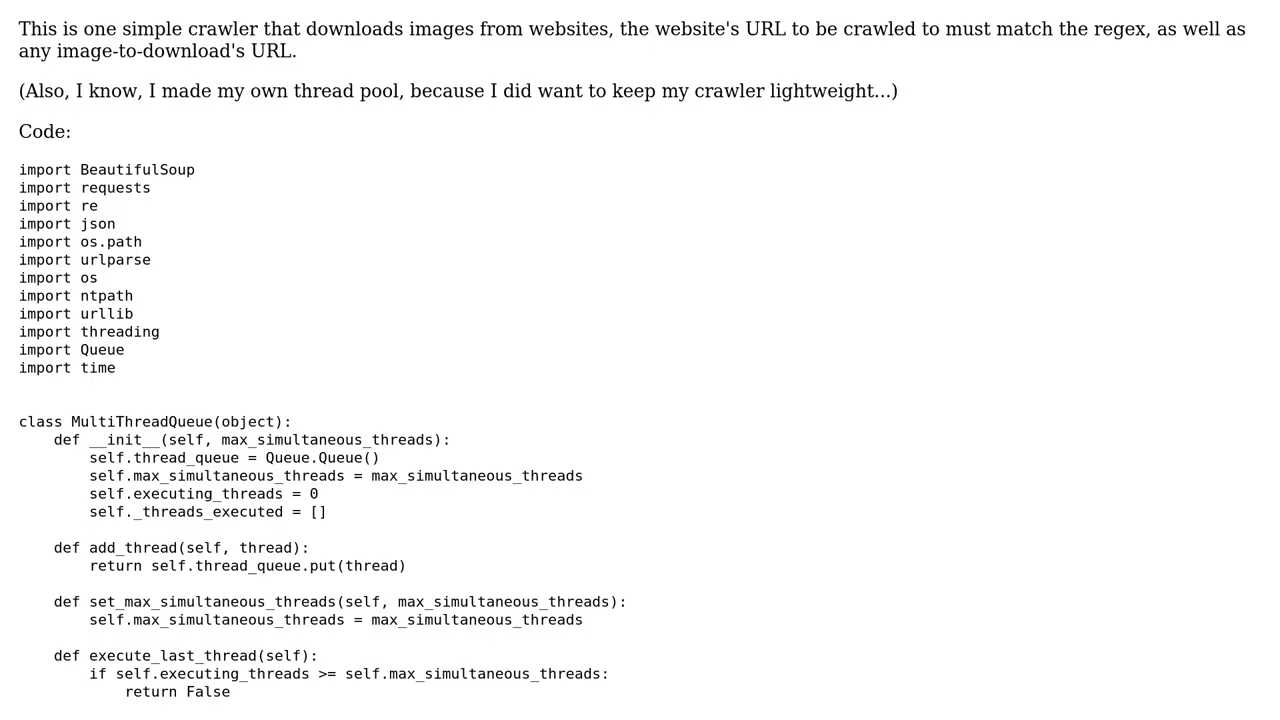 This is one simple crawler that downloads images from websites, the website's URL to be crawled to must match the regex, as well as
any image-to-download's URL.
(Also, I know, I made my own thread pool, because I did want to keep my crawler lightweight...)
Code:
import BeautifulSoup
import requests
import re
import json
import os.path
import urlparse
import os
import ntpath
import urllib
import threading
import Queue
import time
class MultiThreadQueue(object):
    def __init__(self, max_simultaneous_threads):
        self.thread_queue = Queue.Queue()
        self.max_simultaneous_threads = max_simultaneous_threads
        self.executing_threads = 0
        self._threads_executed = []
    def add_thread(self, thread):
        return self.thread_queue.put(thread)
    def set_max_simultaneous_threads(self, max_simultaneous_threads):
        self.max_simultaneous_threads = max_simultaneous_threads
    def execute_last_thread(self):
        if self.executing_threads >= self.max_simultaneous_threads:
            return False